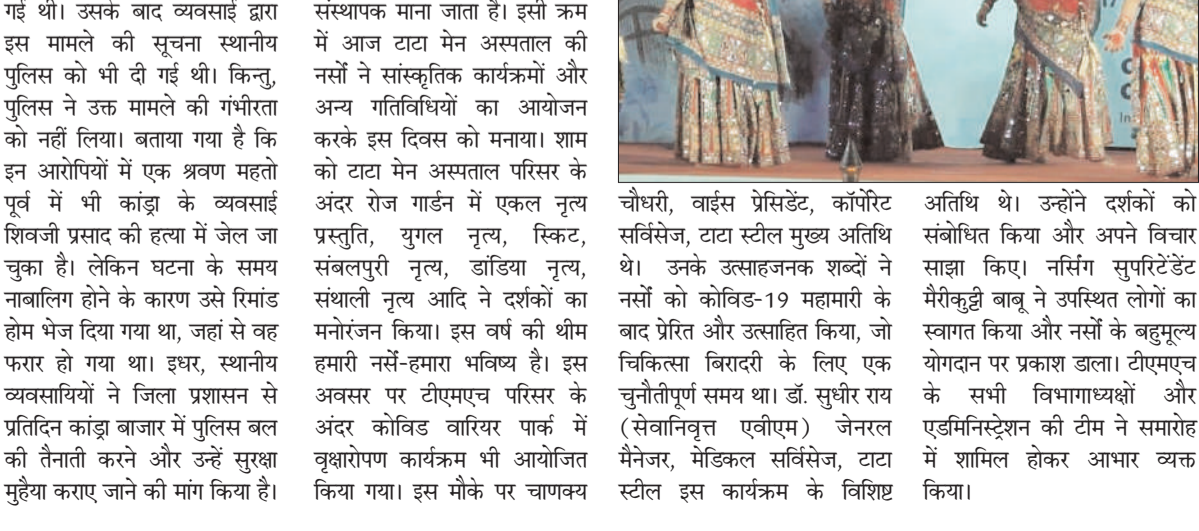 गई थी। उसके बाद व्यवसाई द्वारा
इस मामले की सूचना स्थानीय
पुलिस को भी दी गई थी। किन्तु,
पुलिस ने उक्त मामले की गंभीरता
को नहीं लिया। बताया गया है कि
इन आरोपियों में एक श्रवण महतो
पूर्व में भी कांड्रा के व्यवसाई
शिवजी प्रसाद की हत्या में जेल जा
चुका है। लेकिन घटना के समय
नाबालिग होने के कारण उसे रिमांड
होम भेज दिया गया था, जहां से वह
फरार हो गया था। इधर, स्थानीय
व्यवसायियों ने जिला प्रशासन से
प्रतिदिन कांड्रा बाजार में पुलिस बल
की तैनाती करने और उन्हें सुरक्षा
मुहैया कराए जाने की मांग किया है।
संस्थापक माना जाता है। इसी क्रम
में आज टाटा मेन अस्पताल की
नर्सों ने सांस्कृतिक कार्यक्रमों और
अन्य गतिविधियों का आयोजन
करके इस दिवस को मनाया। शाम
को टाटा मेन अस्पताल परिसर के
अंदर रोज गार्डन में एकल नृत्य
प्रस्तुति, युगल नृत्य, स्किट,
संबलपुरी नृत्य, डांडिया नृत्य,
संथाली नृत्य आदि ने दर्शकों का
मनोरंजन किया। इस वर्ष की थीम
हमारी नर्सें-हमारा भविष्य है। इस
अवसर पर टीएमएच परिसर के
अंदर कोविड वारियर पार्क में
वृक्षारोपण कार्यक्रम भी आयोजित
किया गया। इस मौके पर चाणक्य
चौधरी, वाईस प्रेसिडेंट, कॉर्पोरेट
सर्विसेज, टाटा स्टील मुख्य अतिथि
थे। उनके उत्साहजनक शब्दों ने
नर्सों को कोविड-19 महामारी के
बाद प्रेरित और उत्साहित किया, जो
चिकित्सा बिरादरी के लिए एक
चुनौतीपूर्ण समय था। डॉ. सुधीर राय
(सेवानिवृत्त एवीएम) जेनरल
मैनेजर, मेडिकल सर्विसेज, टाटा
स्टील इस कार्यक्रम के विशिष्ट
अतिथि थे। उन्होंने दर्शकों को
संबोधित किया और अपने विचार
साझा किए। नर्सिंग सुपरिटेंडेंट
मैरीकुट्टी बाबू ने उपस्थित लोगों का
स्वागत किया और नर्सों के बहुमूल्य
योगदान पर प्रकाश डाला। टीएमएच
के सभी विभागाध्यक्षों और
एडमिनिस्ट्रेशन की टीम ने समारोह
में शामिल होकर आभार व्यक्त
किया।